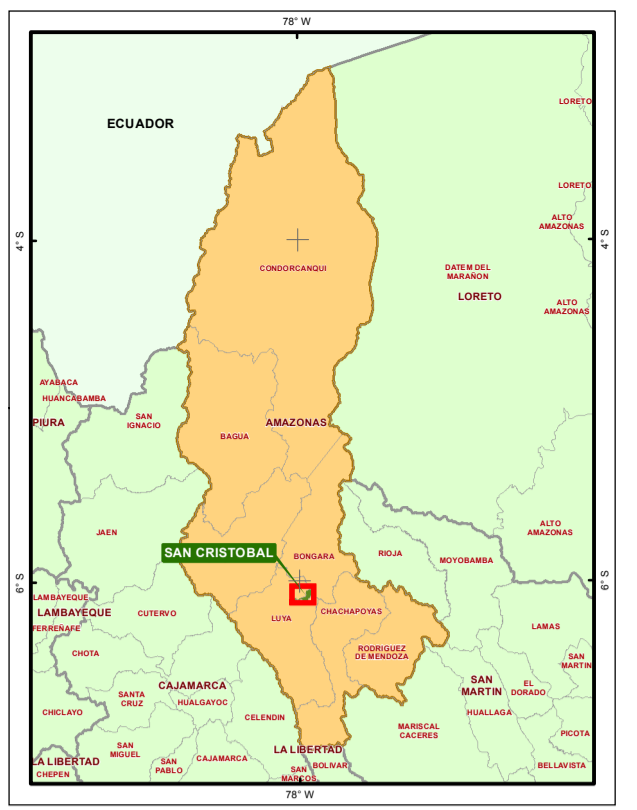 78° W
ECUADOR
LORETO
LORETO
ALTO
AMAZONAS
4° S
4° S
CONDORCANQUI
DATEM DEL
MARAÑON
LORETO
ALTO
AMAZONAS
AYABACA
HUANCABAMBA
SAN
IGNACIO
PIURA
AMAZONAS
BAGUA
JAEN
ALTO
AMAZONAS
SAN CRISTOBAL
BONGARA
RIOJA
MOYOBAMBA
6° S
6° S
LAMBAYEQUE
LAMBAYEQUE
CUTERVO
LUYA
CHACHAPOYAS
FERREÑAFE
LAMAS
CHOTA
RODRIGUEZ
DE MENDOZA
SAN
MARTIN
CAJAMARCA
SAN
MARTIN
EL
DORADO
SANTA
CRUZ
HUALGAYOC
CHICLAYO
CELENDIN
HUALLAGA
MARISCAL
CACERES
PICOTA
SAN
MIGUEL
LA LIBERTAD
LA LIBERTAD
SAN
PABLO
CAJAMARCA
SAN
MARCOS
BOLIVAR
BELLAVISTA
CHEPEN
78° W